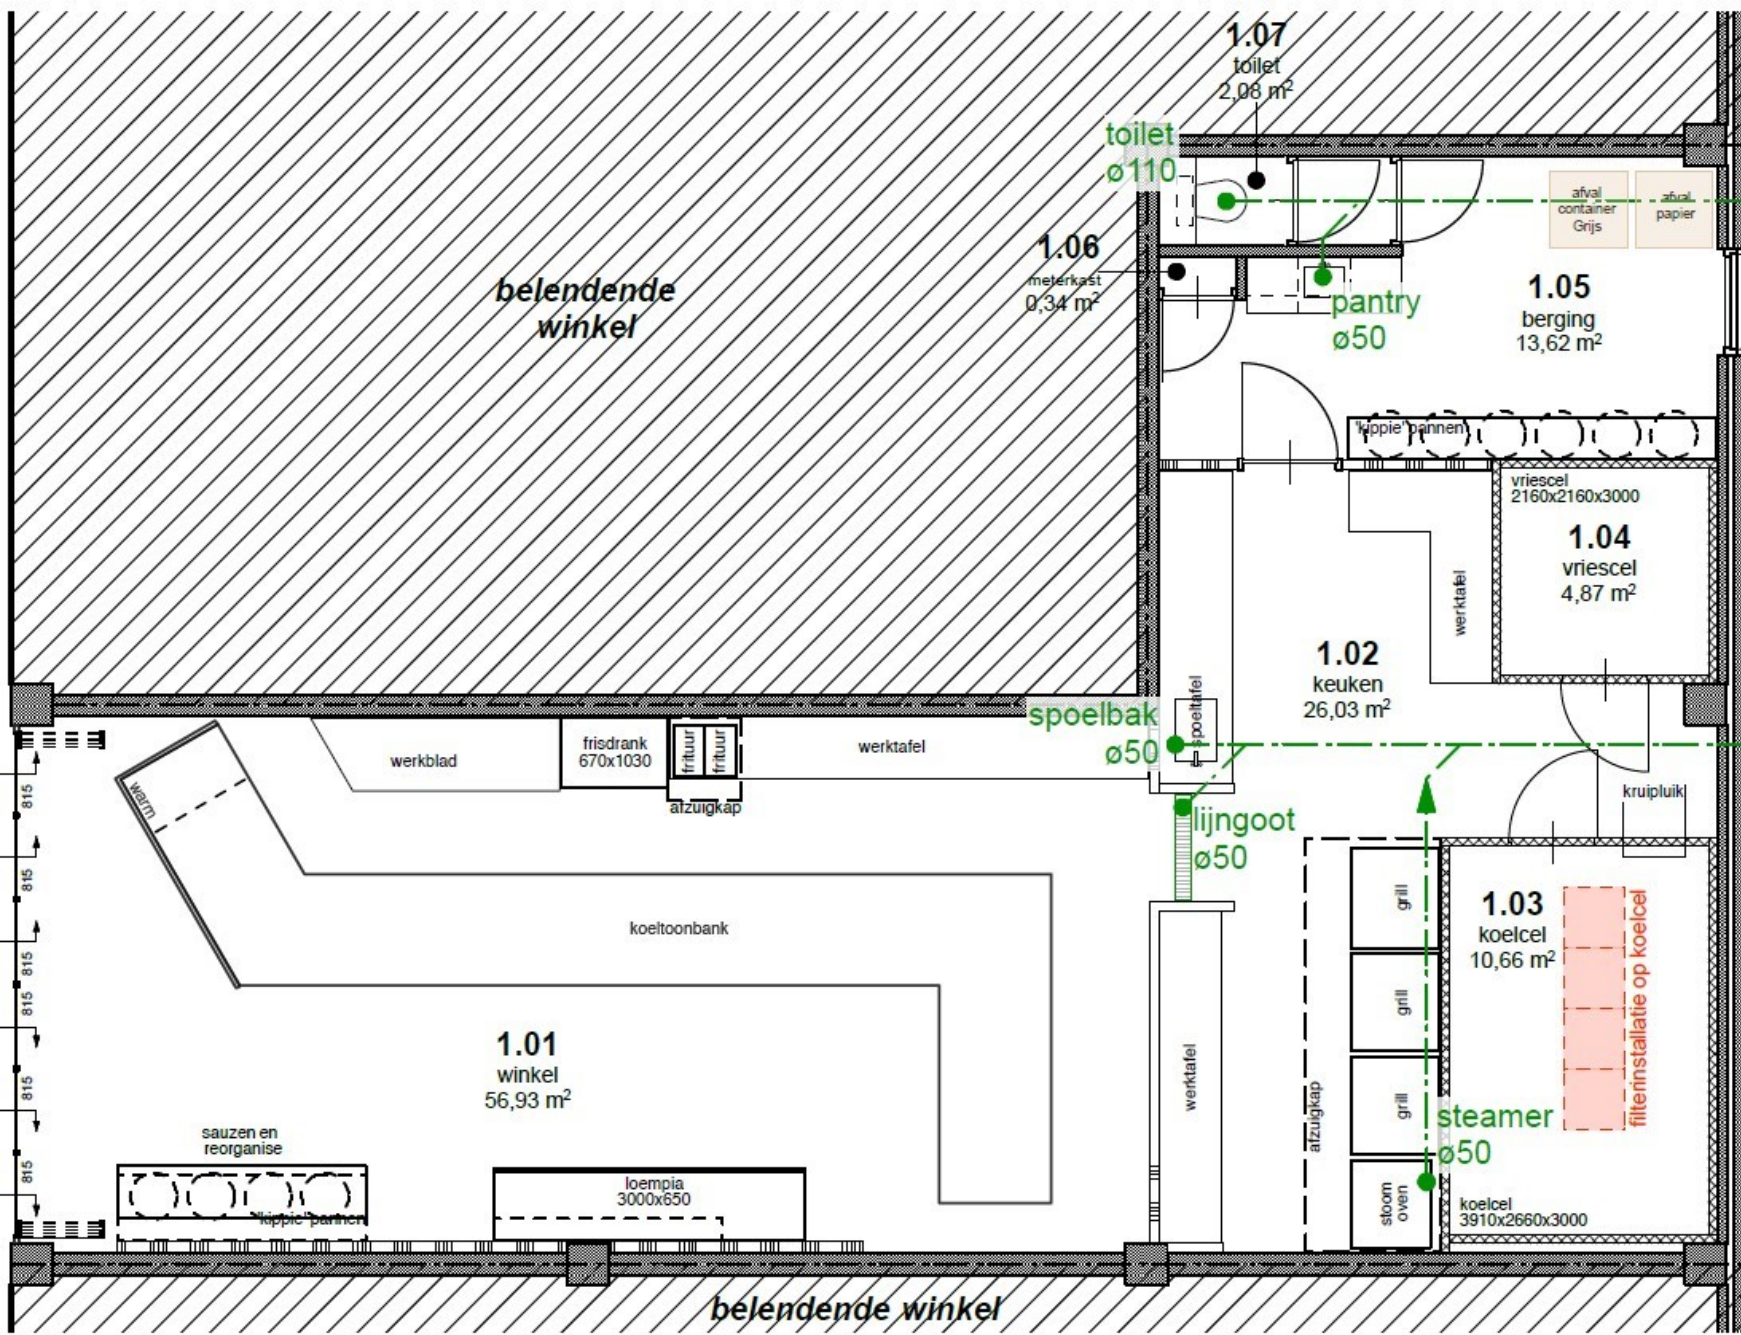 1.07
toilet
2,08 m²
toilet
ø110
afval
container
Grijs
afval
papier
1.06
meterkast
0,34 m²
belendende
winkel
pantry
ø50
1.05
berging
13,62 m²
'kippie' pannen
vriescel
2160x2160x3000
1.04
vriescel
4,87 m²
werktafel
1.02
keuken
26,03 m²
spoeltafel
spoelbak
ø50
werkblad
frisdrank
670x1030
frituur
frituur
afzuigkap
werktafel
warm
kruipluik
lijngoot
ø50
815
815
815
815
815
815
koeltoonbank
grill
grill
grill
1.03
koelcel
10,66 m²
filterinstallatie op koelcel
1.01
winkel
56,93 m²
werktafel
afzuigkap
steamer
ø50
stoom
oven
koelcel
3910x2660x3000
sauzen en
reorganise
'kippie' pannen
loempia
3000x650
belendende winkel